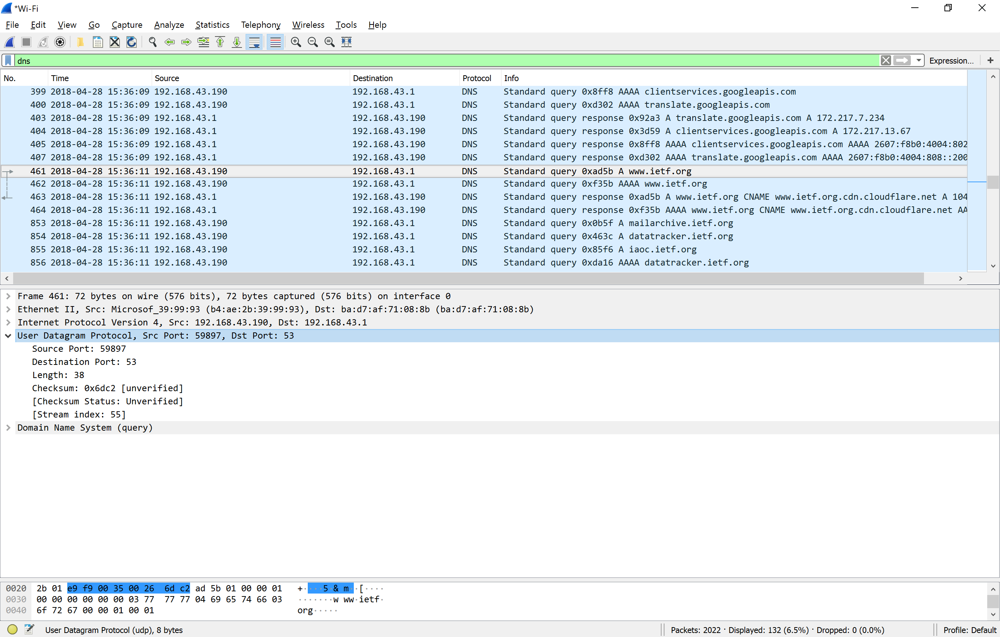 *Wi-Fi
File Edit View Go Capture Analyze Statistics Telephony Wireless Tools Help
dns Expression... +
No. Time Source Destination Protocol Info
399 2018-04-28 15:36:09 192.168.43.190 192.168.43.1 DNS Standard query 0x8ff8 AAAA clientservices.googleapis.com
400 2018-04-28 15:36:09 192.168.43.190 192.168.43.1 DNS Standard query 0xd302 AAAA translate.googleapis.com
403 2018-04-28 15:36:09 192.168.43.1 192.168.43.190 DNS Standard query response 0x92a3 A translate.googleapis.com A 172.217.7.234
404 2018-04-28 15:36:09 192.168.43.1 192.168.43.190 DNS Standard query response 0x3d59 A clientservices.googleapis.com A 172.217.13.67
405 2018-04-28 15:36:09 192.168.43.1 192.168.43.190 DNS Standard query response 0x8ff8 AAAA clientservices.googleapis.com AAAA 2607:f8b0:4004:802
407 2018-04-28 15:36:09 192.168.43.1 192.168.43.190 DNS Standard query response 0xd302 AAAA translate.googleapis.com AAAA 2607:f8b0:4004:808::200
461 2018-04-28 15:36:11 192.168.43.190 192.168.43.1 DNS Standard query 0xad5b A www.ietf.org
462 2018-04-28 15:36:11 192.168.43.190 192.168.43.1 DNS Standard query 0xf35b AAAA www.ietf.org
463 2018-04-28 15:36:11 192.168.43.1 192.168.43.190 DNS Standard query response 0xad5b A www.ietf.org CNAME www.ietf.org.cdn.cloudflare.net A 104
464 2018-04-28 15:36:11 192.168.43.1 192.168.43.190 DNS Standard query response 0xf35b AAAA www.ietf.org CNAME www.ietf.org.cdn.cloudflare.net AA
853 2018-04-28 15:36:11 192.168.43.190 192.168.43.1 DNS Standard query 0x0b5f A mailarchive.ietf.org
854 2018-04-28 15:36:11 192.168.43.190 192.168.43.1 DNS Standard query 0x463c A datatracker.ietf.org
855 2018-04-28 15:36:11 192.168.43.190 192.168.43.1 DNS Standard query 0x85f6 A iaoc.ietf.org
856 2018-04-28 15:36:11 192.168.43.190 192.168.43.1 DNS Standard query 0xda16 AAAA datatracker.ietf.org
Frame 461: 72 bytes on wire (576 bits), 72 bytes captured (576 bits) on interface 0
Ethernet II, Src: Microsof_39:99:93 (b4:ae:2b:39:99:93), Dst: ba:d7:af:71:08:8b (ba:d7:af:71:08:8b)
Internet Protocol Version 4, Src: 192.168.43.190, Dst: 192.168.43.1
User Datagram Protocol, Src Port: 59897, Dst Port: 53
Source Port: 59897
Destination Port: 53
Length: 38
Checksum: 0x6dc2 [unverified]
[Checksum Status: Unverified]
[Stream index: 55]
Domain Name System (query)
0020 2b 01 e9 f9 00 35 00 26 6d c2 ad 5b 01 00 00 01 +····5·& m··[····
0030 00 00 00 00 00 00 03 77 77 77 04 69 65 74 66 03 ·······w ww·ietf·
0040 6f 72 67 00 00 01 00 01 org·····
User Datagram Protocol (udp), 8 bytes Packets: 2022 · Displayed: 132 (6.5%) · Dropped: 0 (0.0%) Profile: Default